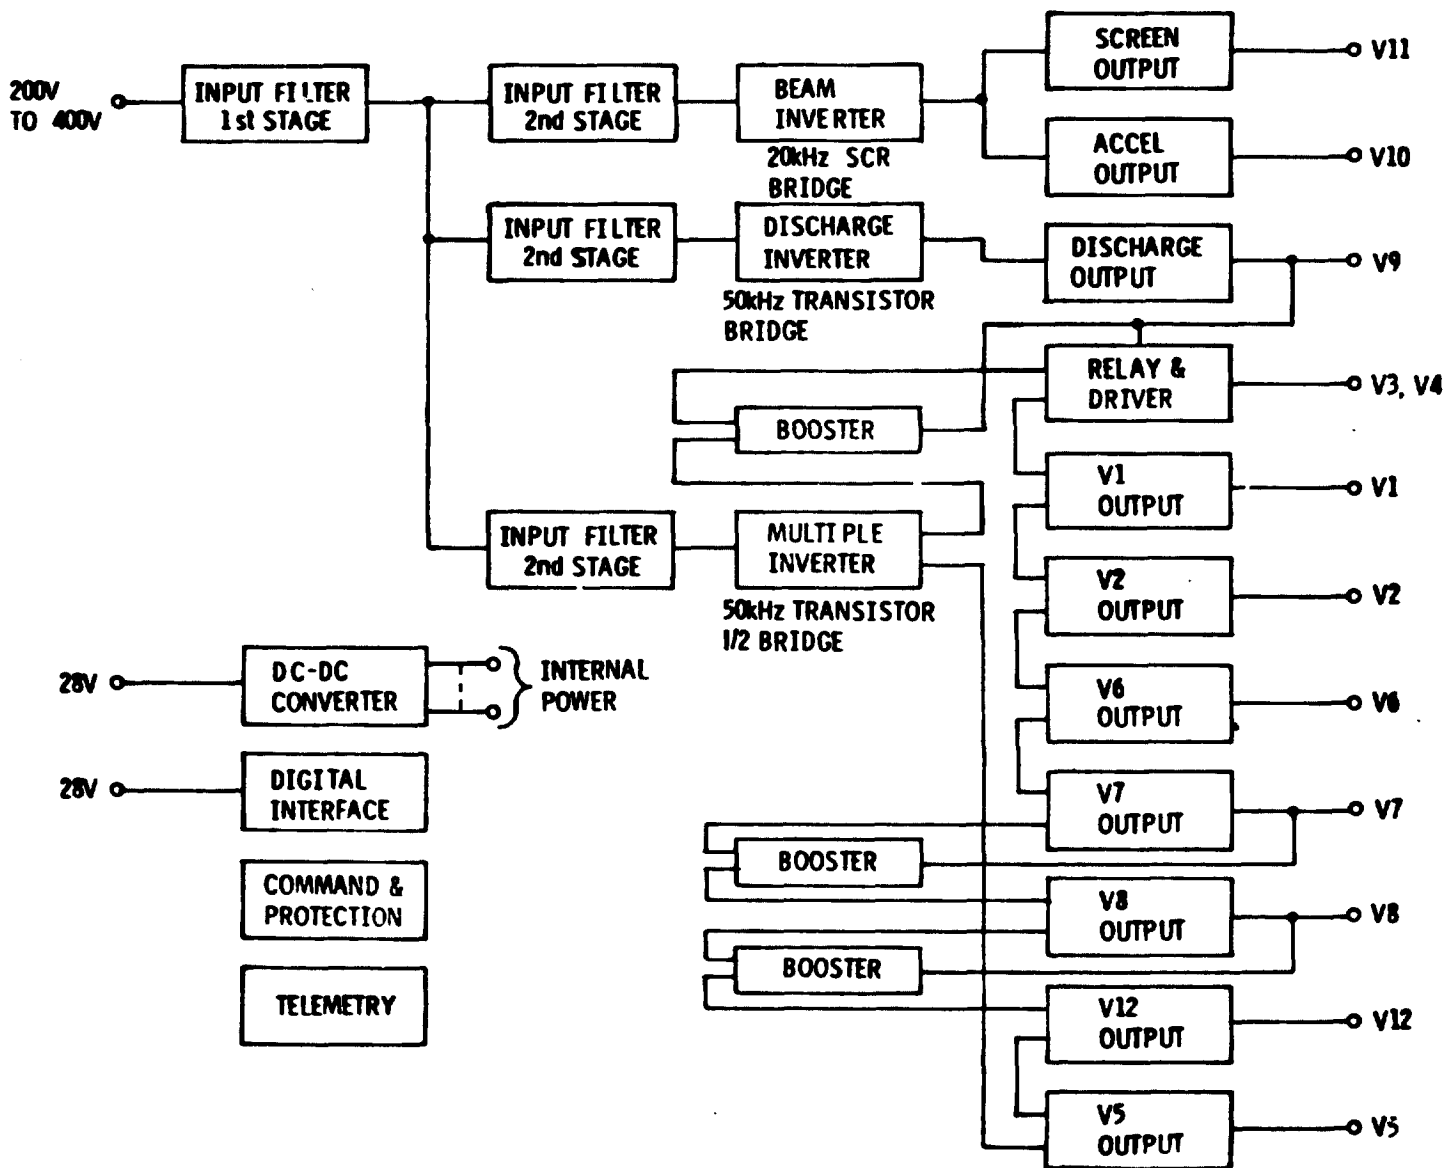 200V
TO 400V
INPUT FILTER
1st STAGE
INPUT FILTER
2nd STAGE
BEAM
INVERTER
20kHz SCR
BRIDGE
SCREEN
OUTPUT
V11
ACCEL
OUTPUT
V10
INPUT FILTER
2nd STAGE
DISCHARGE
INVERTER
50kHz TRANSISTOR
BRIDGE
DISCHARGE
OUTPUT
V9
RELAY &
DRIVER
V3, V4
BOOSTER
V1
OUTPUT
V1
INPUT FILTER
2nd STAGE
MULTIPLE
INVERTER
50kHz TRANSISTOR
1/2 BRIDGE
V2
OUTPUT
V2
28V
DC-DC
CONVERTER
INTERNAL
POWER
V6
OUTPUT
V6
28V
DIGITAL
INTERFACE
V7
OUTPUT
V7
BOOSTER
COMMAND &
PROTECTION
V8
OUTPUT
V8
BOOSTER
TELEMETRY
V12
OUTPUT
V12
V5
OUTPUT
V5